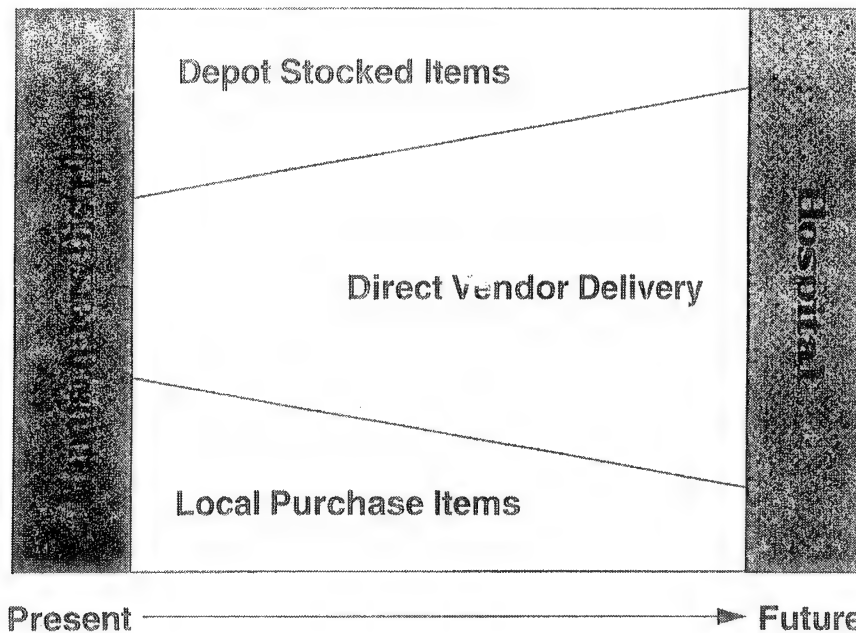 Depot Stocked Items
Direct Vendor Delivery
Hospital
Local Purchase Items
Present
Future